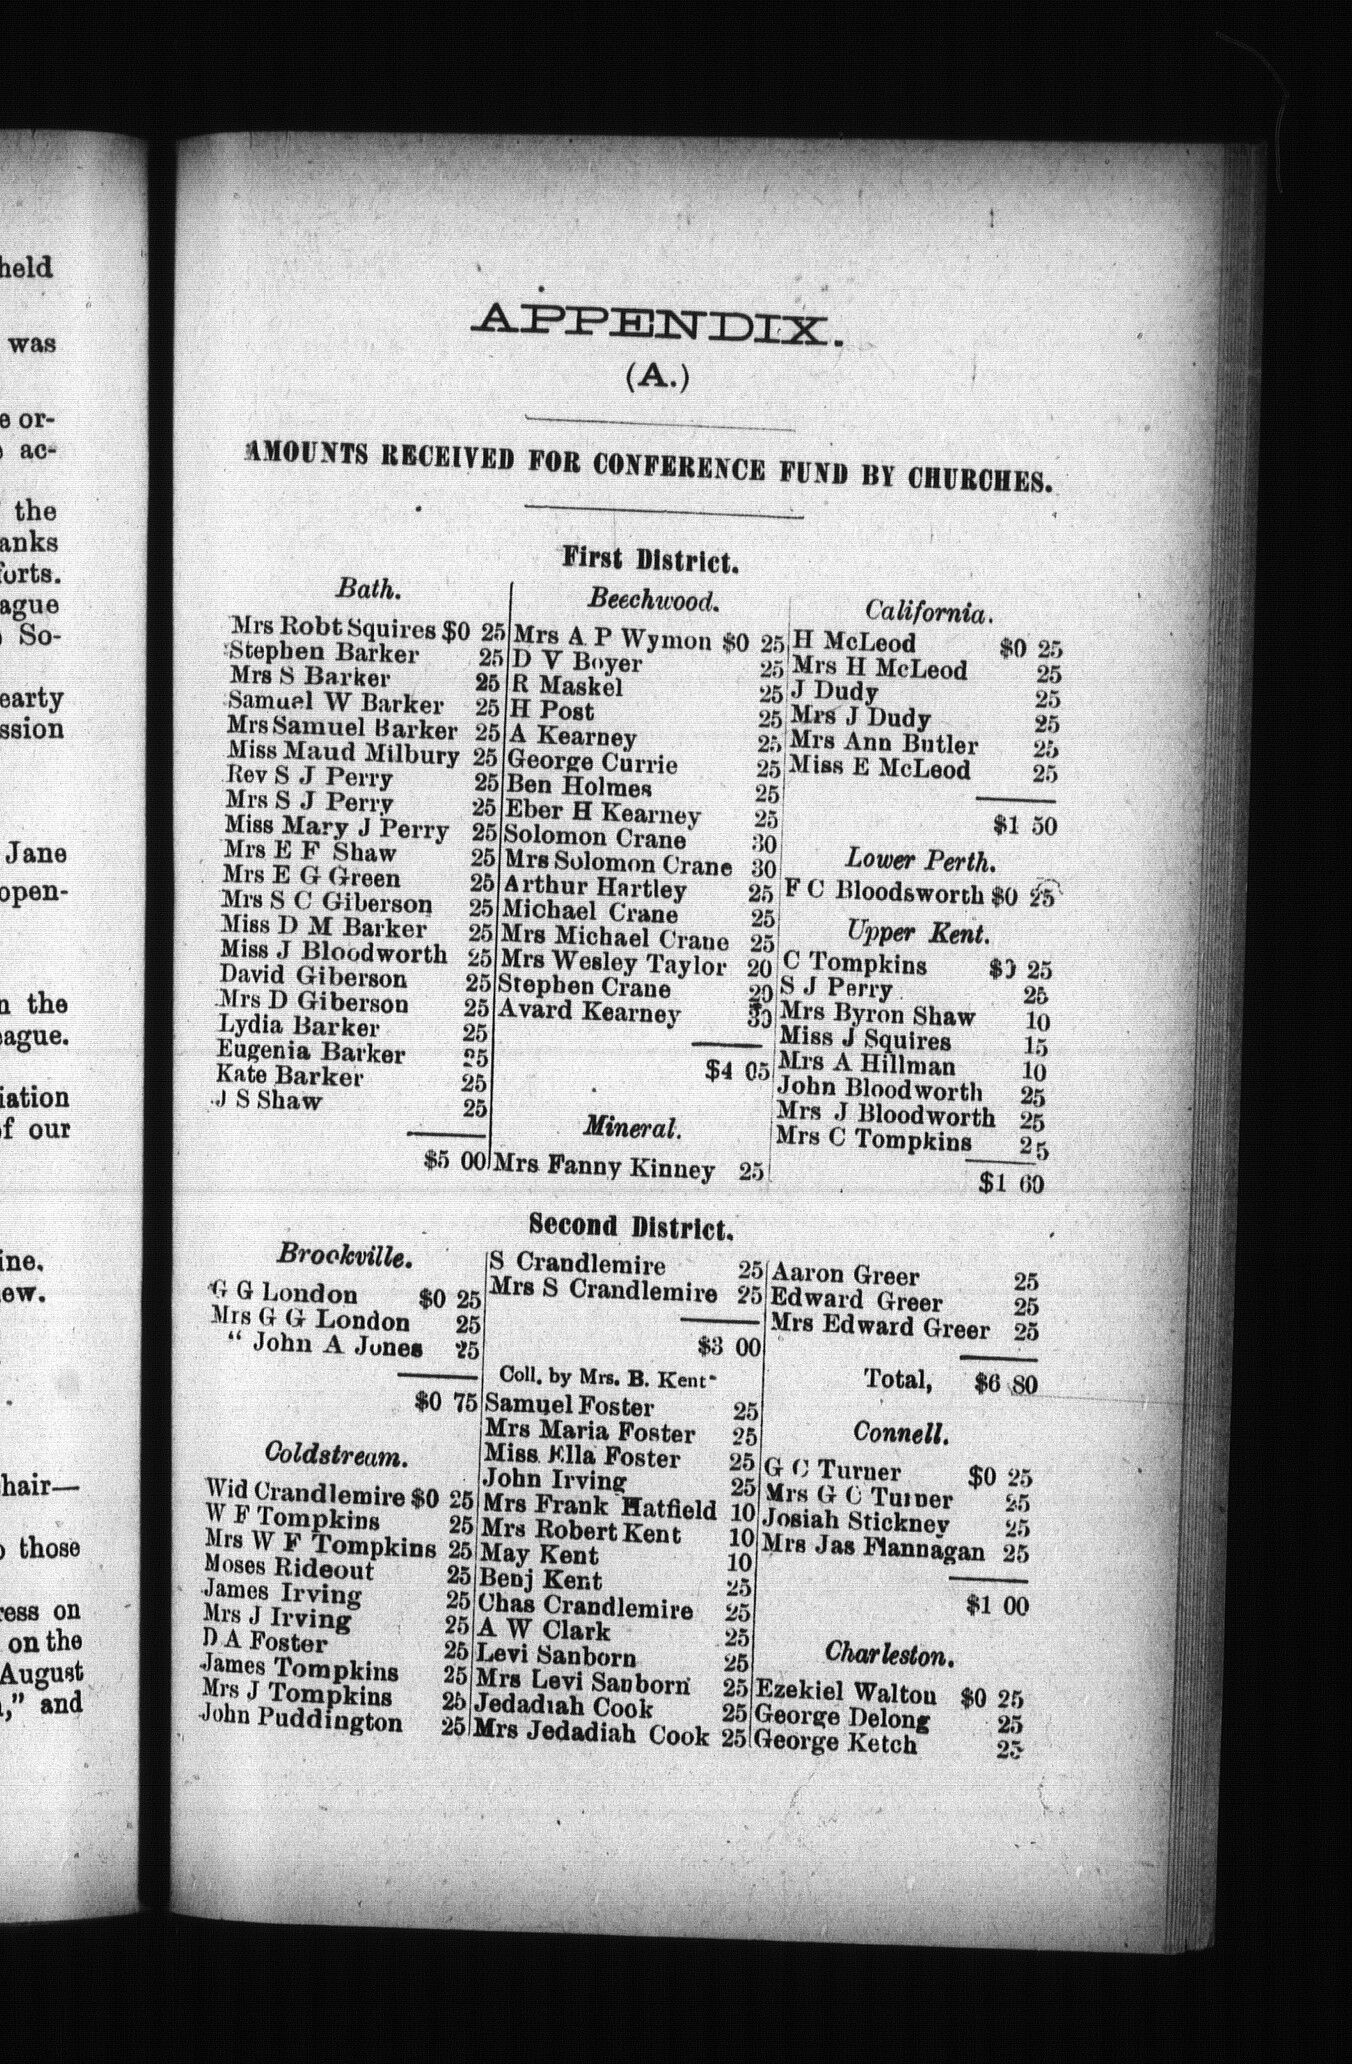 held
was
e or-
ac-
the
anks
forts.
ague
So-
earty
ssion
Jane
open-
n the
eague.
iation
of our
ine.
ew.
hair—
those
ress on
on the
August
," and
APPENDIX.
(A.)
AMOUNTS RECEIVED FOR CONFERENCE FUND BY CHURCHES.
First District.
Bath.
Mrs Robt Squires $0 25
Stephen Barker 25
Mrs S Barker 25
Samuel W Barker 25
Mrs Samuel Barker 25
Miss Maud Milbury 25
Rev S J Perry 25
Mrs S J Perry 25
Miss Mary J Perry 25
Mrs E F Shaw 25
Mrs E G Green 25
Mrs S C Giberson 25
Miss D M Barker 25
Miss J Bloodworth 25
David Giberson 25
Mrs D Giberson 25
Lydia Barker 25
Eugenia Barker 25
Kate Barker 25
J S Shaw 25
$5 00
Beechwood.
Mrs A P Wymon $0 25
D V Boyer 25
R Maskel 25
H Post 25
A Kearney 25
George Currie 25
Ben Holmes 25
Eber H Kearney 25
Solomon Crane 30
Mrs Solomon Crane 30
Arthur Hartley 25
Michael Crane 25
Mrs Michael Crane 25
Mrs Wesley Taylor 20
Stephen Crane 20
Avard Kearney 30
$4 05
Mineral.
Mrs Fanny Kinney 25
California.
H McLeod $0 25
Mrs H McLeod 25
J Dudy 25
Mrs J Dudy 25
Mrs Ann Butler 25
Miss E McLeod 25
$1 50
Lower Perth.
F C Bloodsworth $0 25
Upper Kent.
C Tompkins $0 25
S J Perry 25
Mrs Byron Shaw 10
Miss J Squires 15
Mrs A Hillman 10
John Bloodworth 25
Mrs J Bloodworth 25
Mrs C Tompkins 25
$1 60
Second District.
Brockville.
G G London $0 25
Mrs G G London 25
" John A Jones 25
$0 75
Coldstream.
Wid Crandlemire $0 25
W F Tompkins 25
Mrs W F Tompkins 25
Moses Rideout 25
James Irving 25
Mrs J Irving 25
D A Foster 25
James Tompkins 25
Mrs J Tompkins 25
John Puddington 25
S Crandlemire 25
Mrs S Crandlemire 25
$3 00
Coll. by Mrs. B. Kent-
Samuel Foster 25
Mrs Maria Foster 25
Miss Ella Foster 25
John Irving 25
Mrs Frank Hatfield 10
Mrs Robert Kent 10
May Kent 10
Benj Kent 25
Chas Crandlemire 25
A W Clark 25
Levi Sanborn 25
Mrs Levi Sanborn 25
Jedadiah Cook 25
Mrs Jedadiah Cook 25
Aaron Greer 25
Edward Greer 25
Mrs Edward Greer 25
Total, $6 80
Connell.
G C Turner $0 25
Mrs G C Turner 25
Josiah Stickney 25
Mrs Jas Flannagan 25
$1 00
Charleston.
Ezekiel Walton $0 25
George Delong 25
George Ketch 25